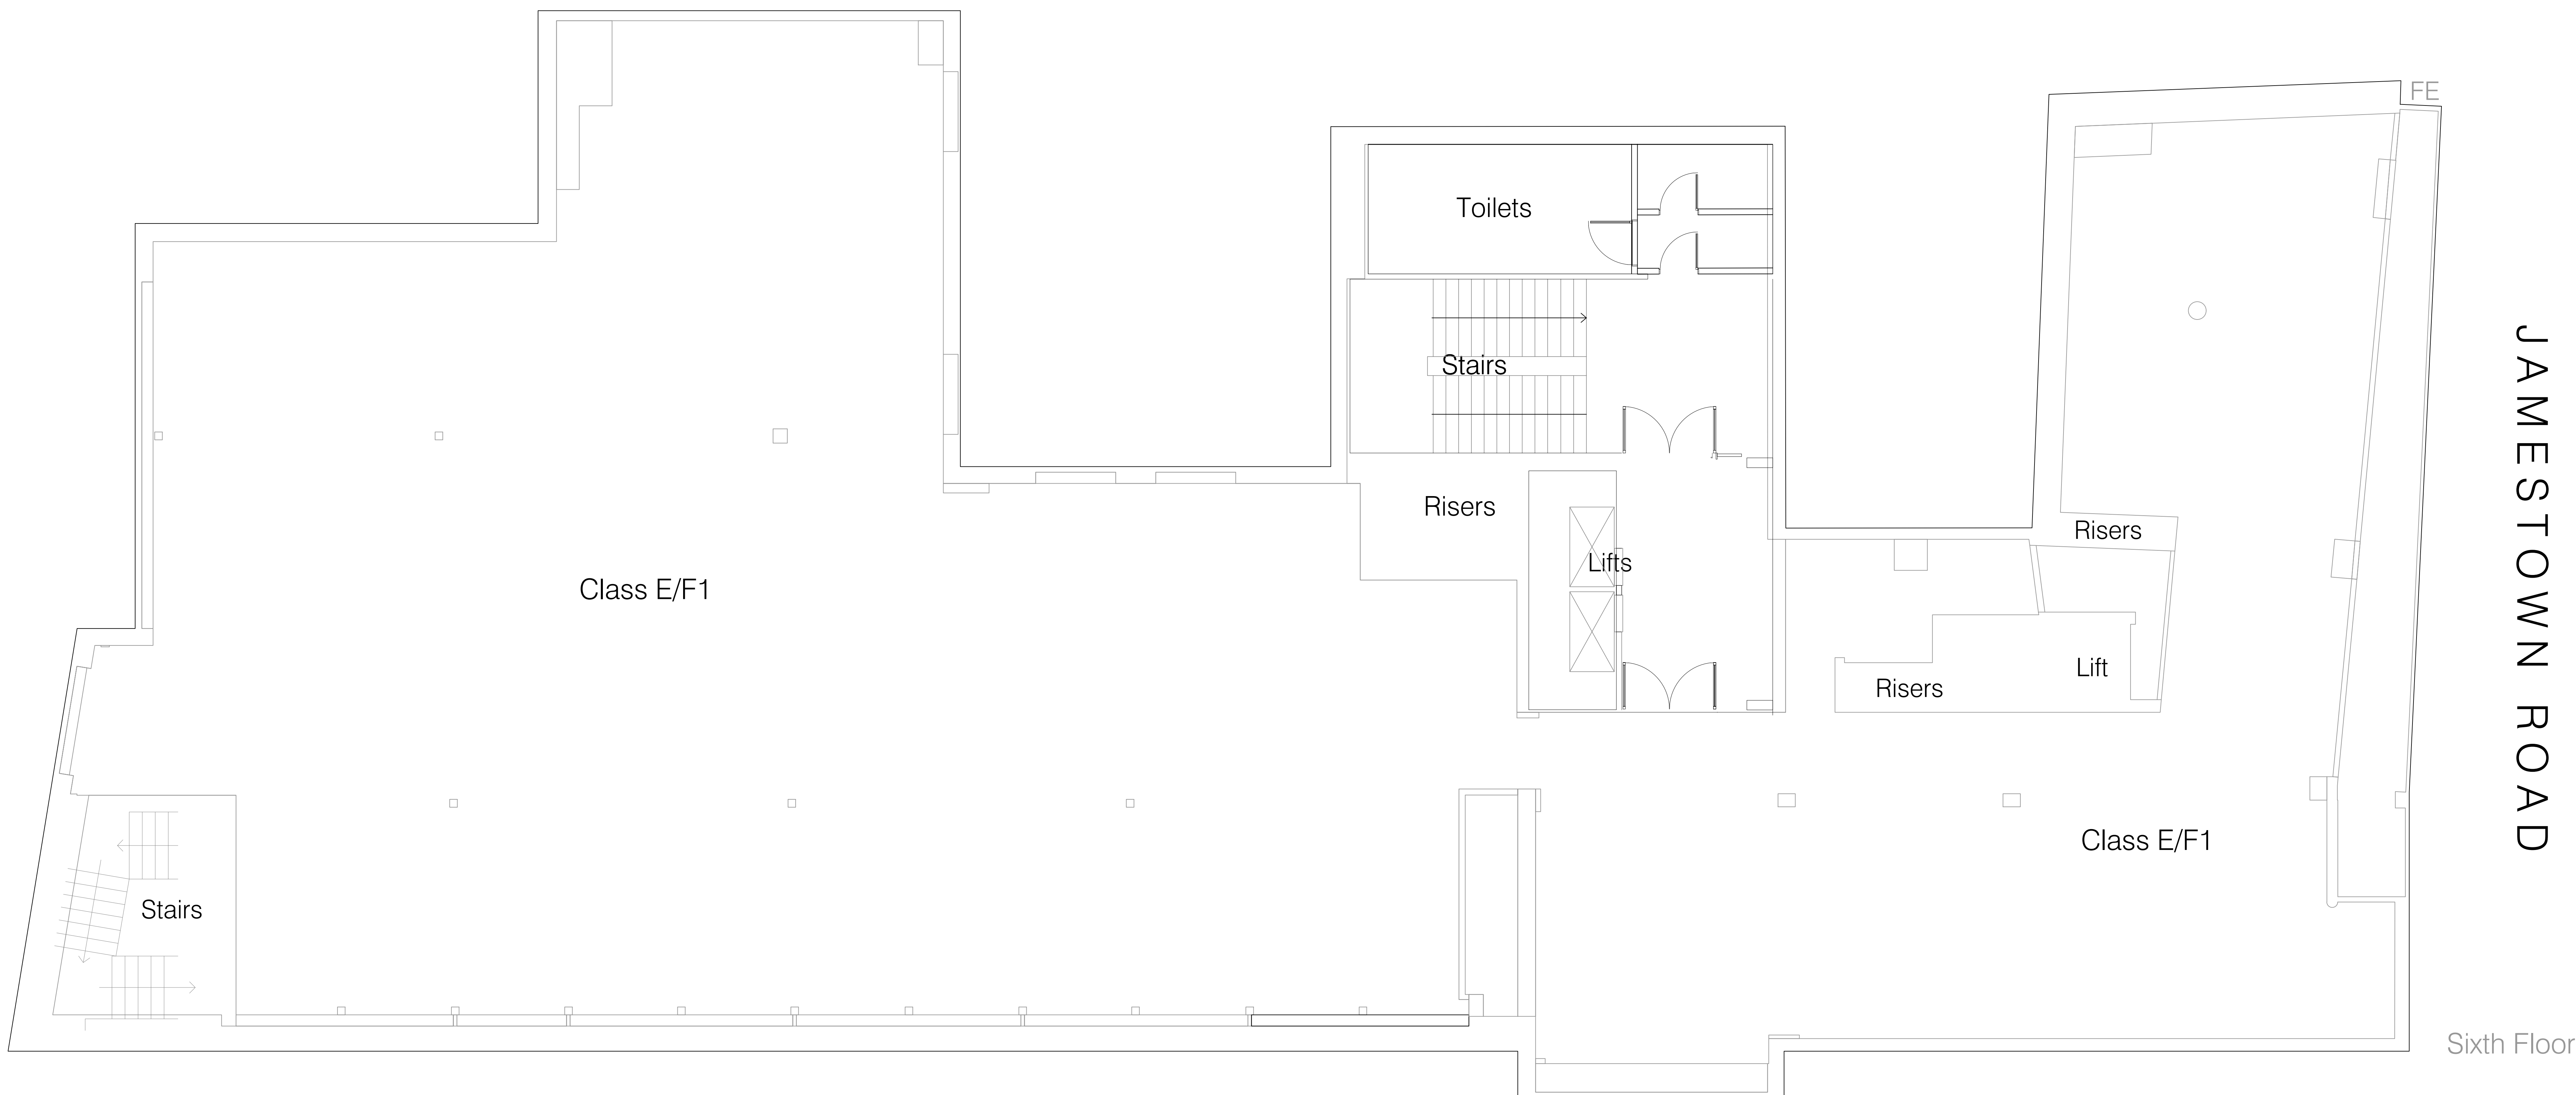 FE
Toilets
Stairs
Risers
Lifts
Risers
Class E/F1
Risers
Lift
Class E/F1
Stairs
JAMESTOWN ROAD
Sixth Floor